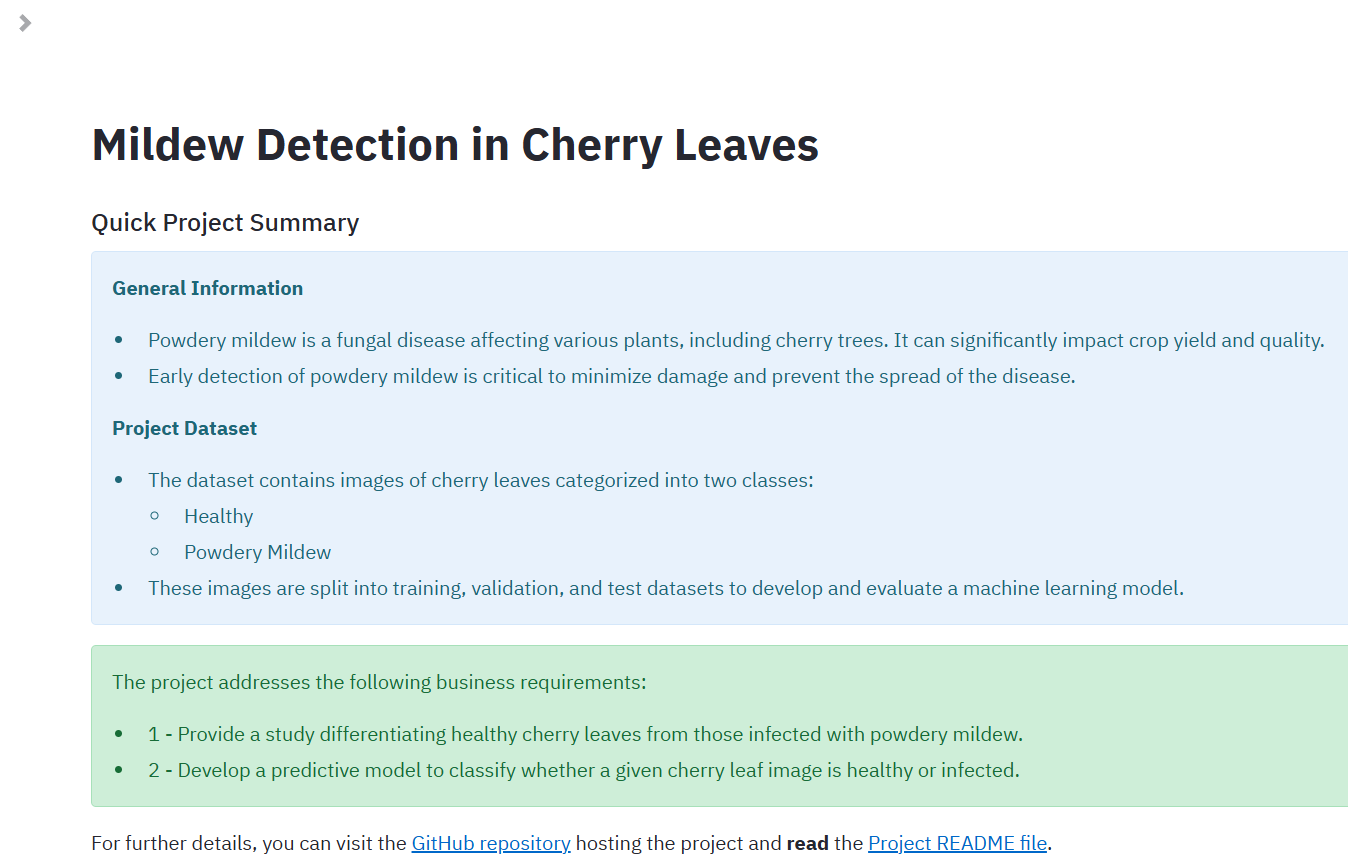 Mildew Detection in Cherry Leaves
Quick Project Summary
General Information
• Powdery mildew is a fungal disease affecting various plants, including cherry trees. It can significantly impact crop yield and quality.
• Early detection of powdery mildew is critical to minimize damage and prevent the spread of the disease.
Project Dataset
• The dataset contains images of cherry leaves categorized into two classes:
◦ Healthy
◦ Powdery Mildew
• These images are split into training, validation, and test datasets to develop and evaluate a machine learning model.
The project addresses the following business requirements:
• 1 - Provide a study differentiating healthy cherry leaves from those infected with powdery mildew.
• 2 - Develop a predictive model to classify whether a given cherry leaf image is healthy or infected.
For further details, you can visit the GitHub repository hosting the project and read the Project README file.